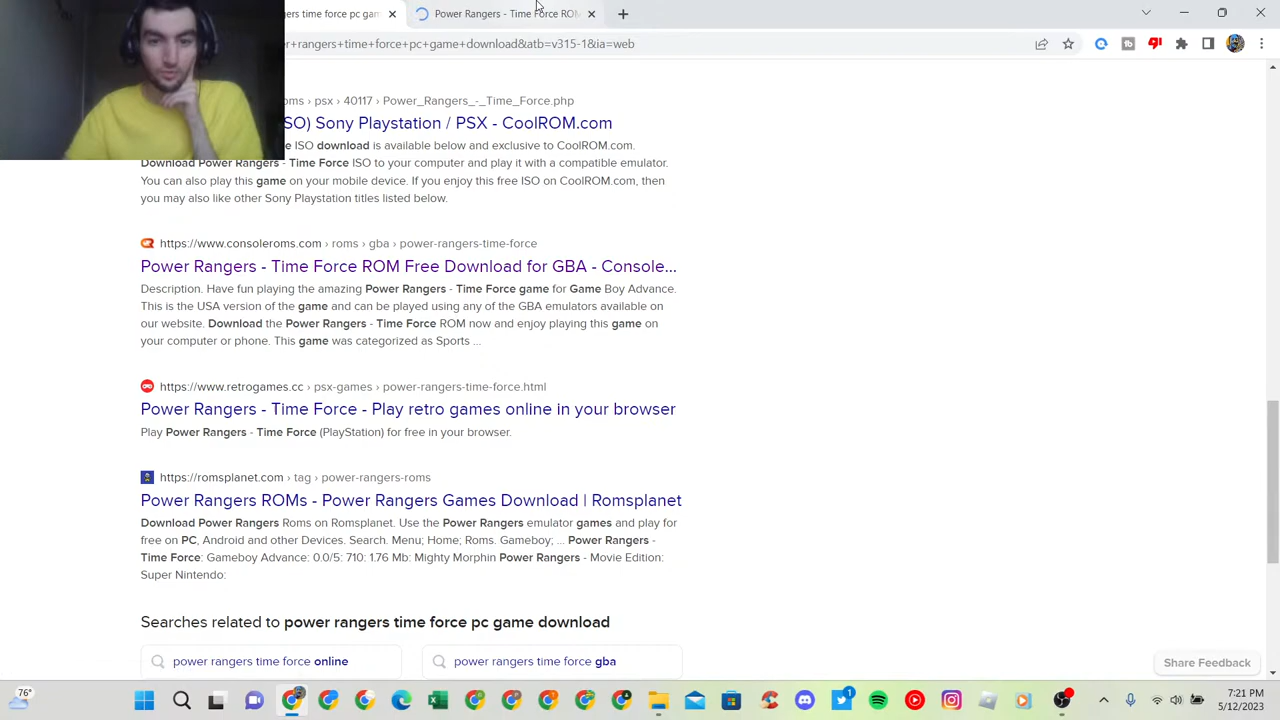 ers time force pc gam
Power Rangers - Time Force ROM
r+rangers+time+force+pc+game+download&atb=v315-1&ia=web
oms › psx › 40117 › Power_Rangers_-_Time_Force.php
SO) Sony Playstation / PSX - CoolROM.com
e ISO download is available below and exclusive to CoolROM.com.
Download Power Rangers - Time Force ISO to your computer and play it with a compatible emulator.
You can also play this game on your mobile device. If you enjoy this free ISO on CoolROM.com, then
you may also like other Sony Playstation titles listed below.
https://www.consoleroms.com › roms › gba › power-rangers-time-force
Power Rangers - Time Force ROM Free Download for GBA - Console...
Description. Have fun playing the amazing Power Rangers - Time Force game for Game Boy Advance.
This is the USA version of the game and can be played using any of the GBA emulators available on
our website. Download the Power Rangers - Time Force ROM now and enjoy playing this game on
your computer or phone. This game was categorized as Sports ...
https://www.retrogames.cc › psx-games › power-rangers-time-force.html
Power Rangers - Time Force - Play retro games online in your browser
Play Power Rangers - Time Force (PlayStation) for free in your browser.
https://romsplanet.com › tag › power-rangers-roms
Power Rangers ROMs - Power Rangers Games Download | Romsplanet
Download Power Rangers Roms on Romsplanet. Use the Power Rangers emulator games and play for
free on PC, Android and other Devices. Search. Menu; Home; Roms. Gameboy; ... Power Rangers -
Time Force: Gameboy Advance: 0.0/5: 710: 1.76 Mb: Mighty Morphin Power Rangers - Movie Edition:
Super Nintendo:
Searches related to power rangers time force pc game download
power rangers time force online
power rangers time force gba
Share Feedback
76°
1
7:21 PM
5/12/2023